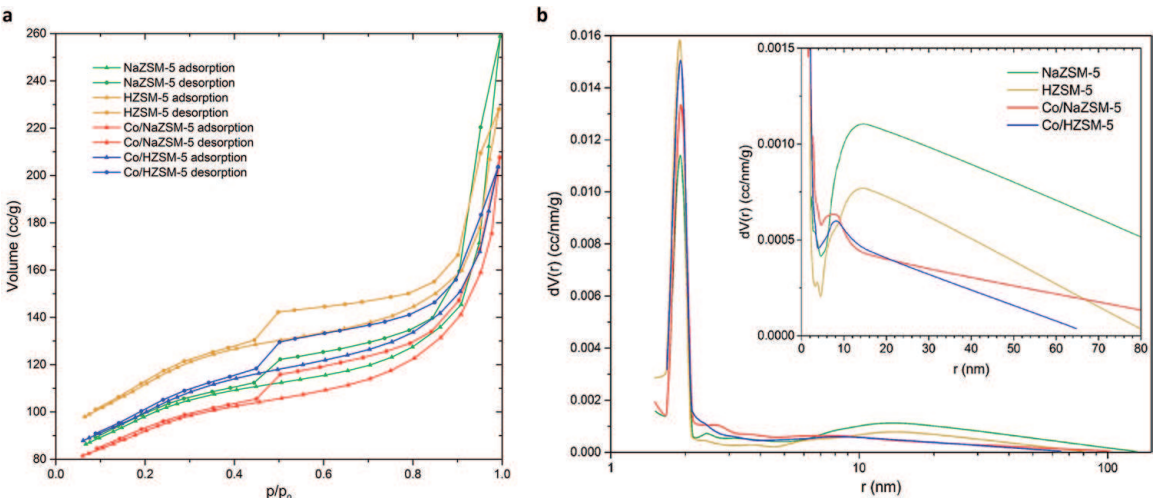 a
260
240
220
200
180
160
140
120
100
80
Volume (cc/g)
NaZSM-5 adsorption
NaZSM-5 desorption
HZSM-5 adsorption
HZSM-5 desorption
Co/NaZSM-5 adsorption
Co/NaZSM-5 desorption
Co/HZSM-5 adsorption
Co/HZSM-5 desorption
0.0 0.2 0.4 0.6 0.8 1.0
p/p₀
b
0.016
0.014
0.012
0.010
0.008
0.006
0.004
0.002
0.000
dV(r) (cc/nm/g)
1 10 100
r (nm)
0.0015
0.0010
0.0005
0.0000
dV(r) (cc/nm/g)
NaZSM-5
HZSM-5
Co/NaZSM-5
Co/HZSM-5
0 10 20 30 40 50 60 70 80
r (nm)